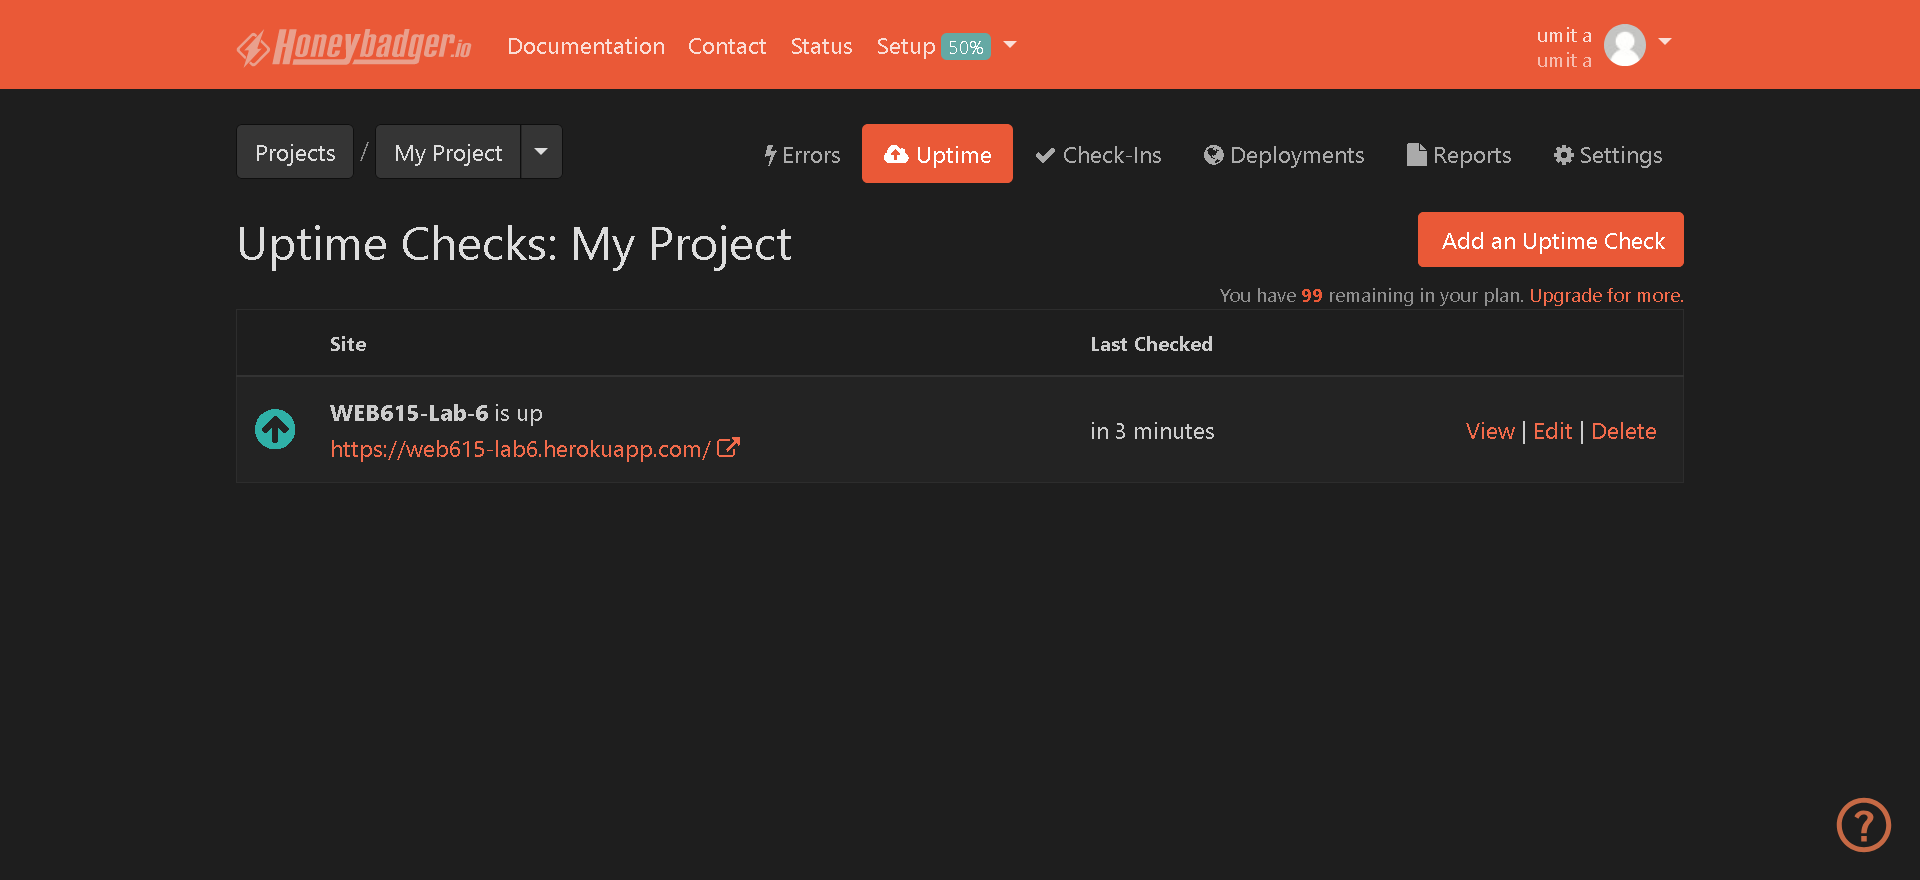 Honeybadger.io Documentation Contact Status Setup 50%
umit a
umit a
Projects / My Project
Errors Uptime Check-Ins Deployments Reports Settings
Uptime Checks: My Project
Add an Uptime Check
You have 99 remaining in your plan. Upgrade for more.
Site Last Checked
WEB615-Lab-6 is up
https://web615-lab6.herokuapp.com/
in 3 minutes
View | Edit | Delete
?